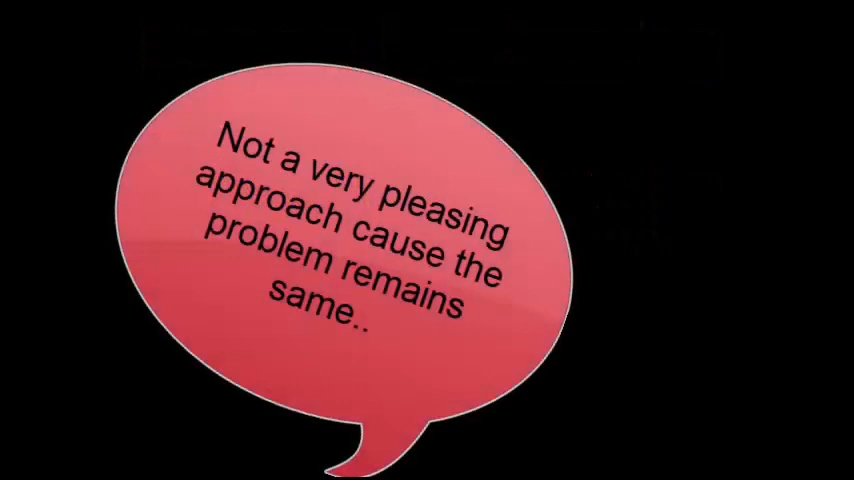 Not a very pleasing
approach cause the
problem remains
same..